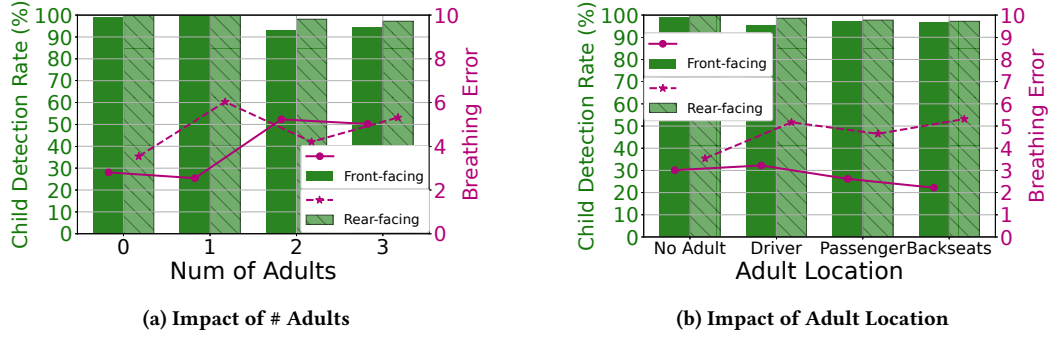 Child Detection Rate (%)
100
90
80
70
60
50
40
30
20
10
0
10
8
6
4
2
0
Breathing Error
Front-facing
Rear-facing
0 1 2 3
Num of Adults
(a) Impact of # Adults
Child Detection Rate (%)
100
90
80
70
60
50
40
30
20
10
0
10
9
8
7
6
5
4
3
2
1
0
Breathing Error
Front-facing
Rear-facing
No Adult Driver Passenger Backseats
Adult Location
(b) Impact of Adult Location